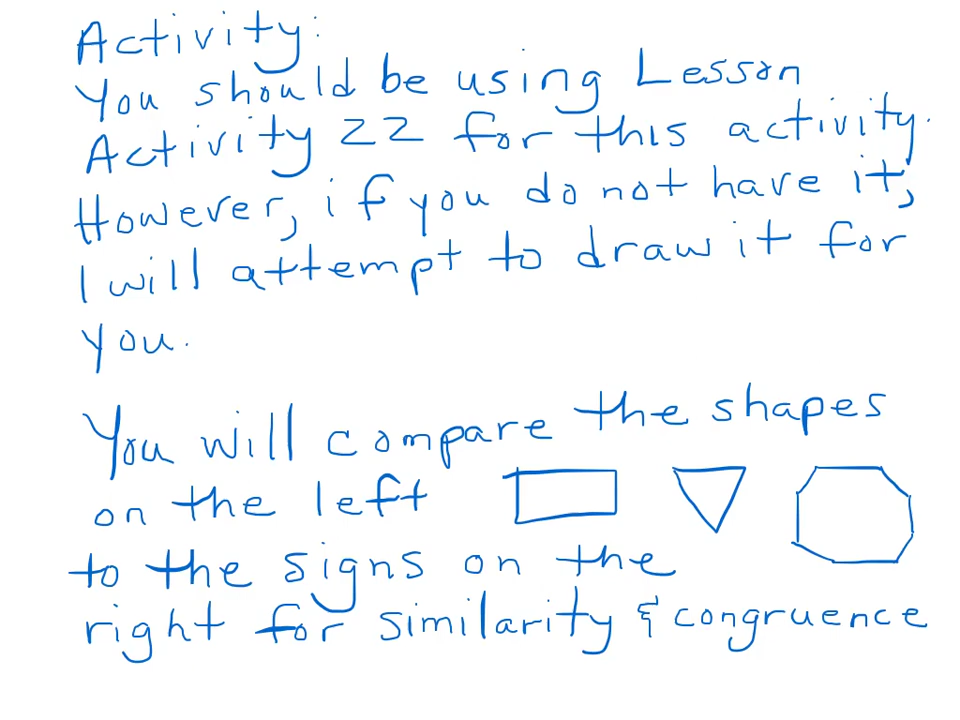 Activity:
You should be using Lesson
Activity 22 for this activity.
However, if you do not have it,
I will attempt to draw it for
you.
You will compare the shapes
on the left
to the signs on the
right for similarity & congruence